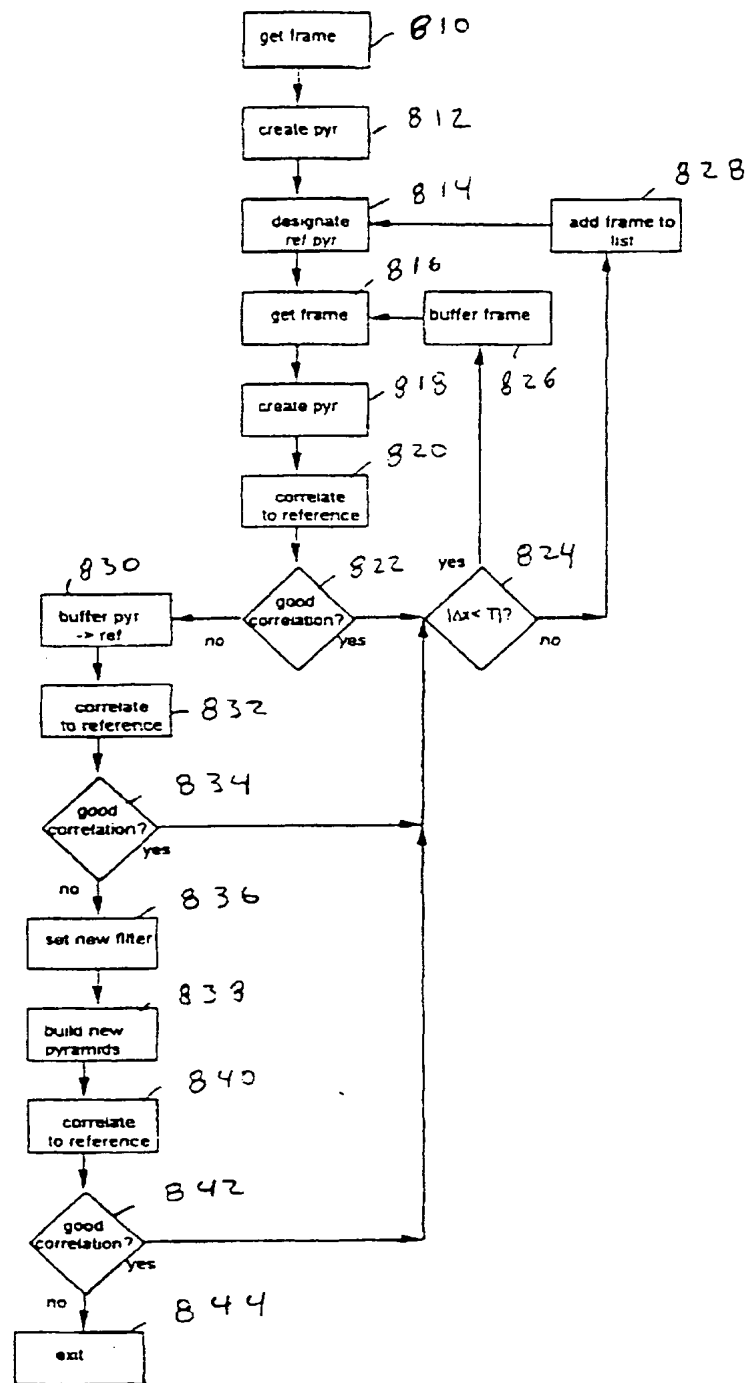 get frame
810
create pyr
812
designate
ref pyr
814
add frame to
list
828
get frame
816
buffer frame
826
create pyr
818
correlate
to reference
820
good
correlation?
822
no
yes
|Δx< T|?
824
yes
no
buffer pyr
-> ref
830
correlate
to reference
832
good
correlation?
834
yes
no
set new filter
836
build new
pyramids
838
correlate
to reference
840
good
correlation?
842
yes
no
exit
844